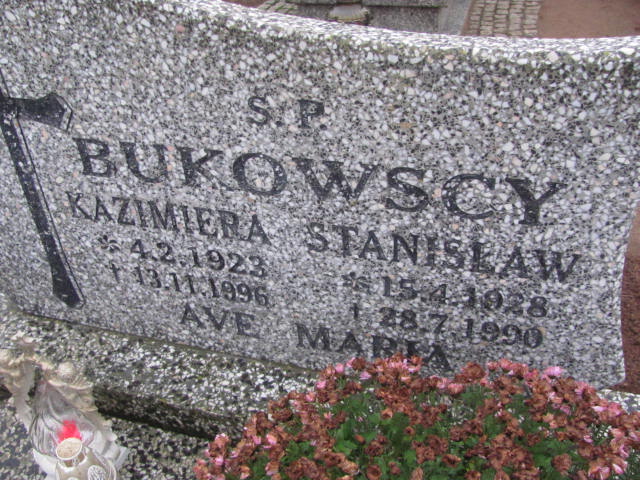 Ś.P.
BUKOWSCY
KAZIMIERA STANISŁAW
* 4.2.1923 * 15.4.1928
† 13.11.1996 † 28.7.1990
AVE MARIA